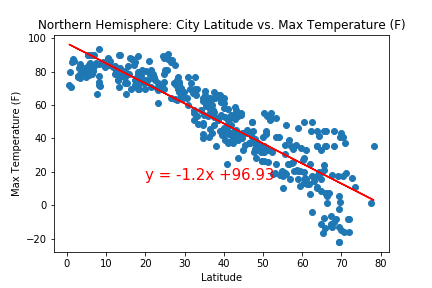 Northern Hemisphere: City Latitude vs. Max Temperature (F)
Max Temperature (F)
100
80
60
40
20
0
−20
y = -1.2x +96.93
0 10 20 30 40 50 60 70 80
Latitude